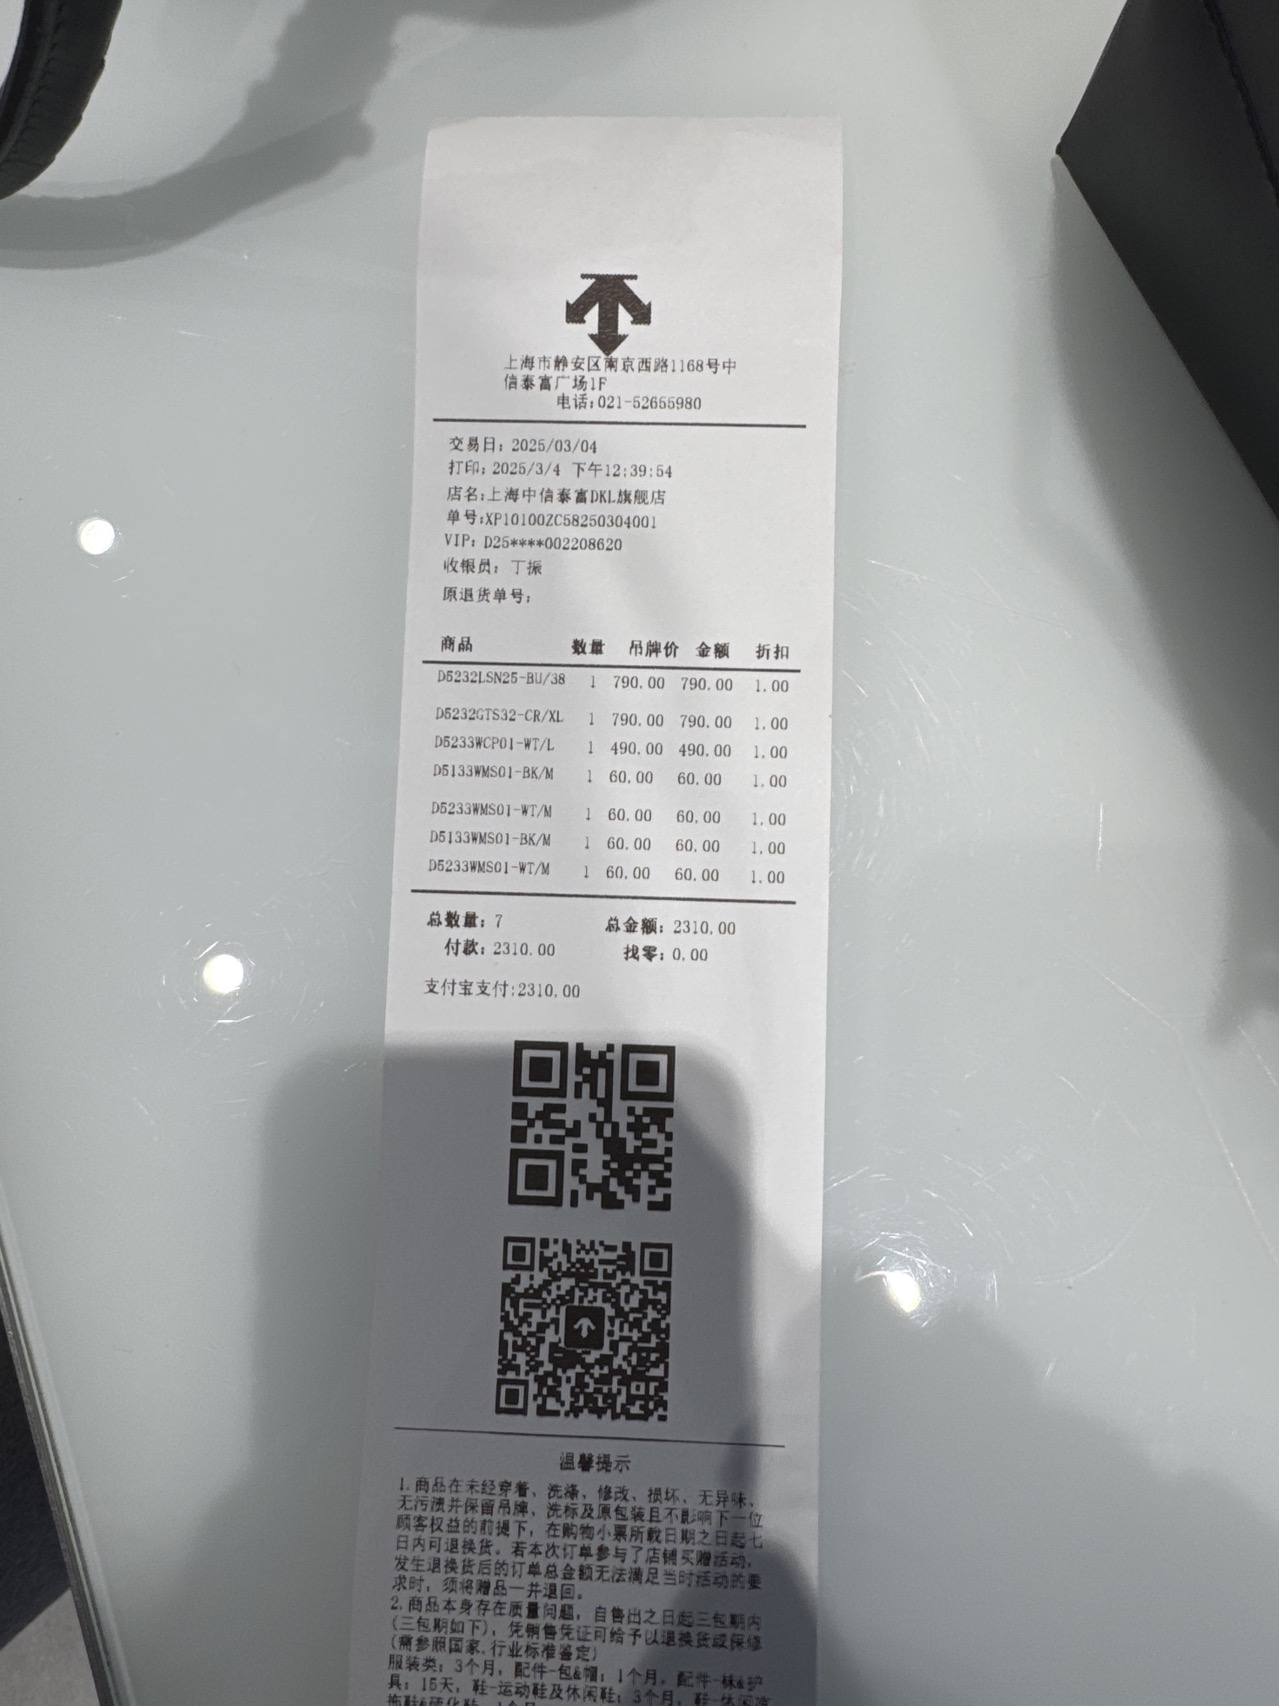 上海市静安区南京西路1168号中
信泰富广场1F
电话:021-52655980
交易日: 2025/03/04
打印: 2025/3/4 下午12:39:54
店名:上海中信泰富DKL旗舰店
单号:XP10100ZC58250304001
VIP: D25****002208620
收银员: 丁振
原退货单号:
商品 数量 吊牌价 金额 折扣
D5232LSN25-BU/38 1 790.00 790.00 1.00
D5232GTS32-CR/XL 1 790.00 790.00 1.00
D5233WCP01-WT/L 1 490.00 490.00 1.00
D5133WMS01-BK/M 1 60.00 60.00 1.00
D5233WMS01-WT/M 1 60.00 60.00 1.00
D5133WMS01-BK/M 1 60.00 60.00 1.00
D5233WMS01-WT/M 1 60.00 60.00 1.00
总数量: 7 总金额: 2310.00
付款: 2310.00 找零: 0.00
支付宝支付:2310.00
温馨提示
1.商品在未经穿着、洗涤、修改、损坏、无异味、
无污渍并保留吊牌、洗标及原包装且不影响下一位
顾客权益的前提下，在购物小票所载日期之日起七
日内可退换货。若本次订单参与了店铺买赠活动，
发生退换货后的订单总金额无法满足当时活动的要
求时，须将赠品一并退回。
2.商品本身存在质量问题，自售出之日起三包期内
(三包期如下)，凭销售凭证可给予以退换货或保修
(需参照国家、行业标准鉴定)
服装类: 3个月，配件-包&帽: 1个月，配件-袜&护
具: 15天，鞋-运动鞋及休闲鞋: 3个月，鞋-休闲凉
拖鞋&硫化鞋